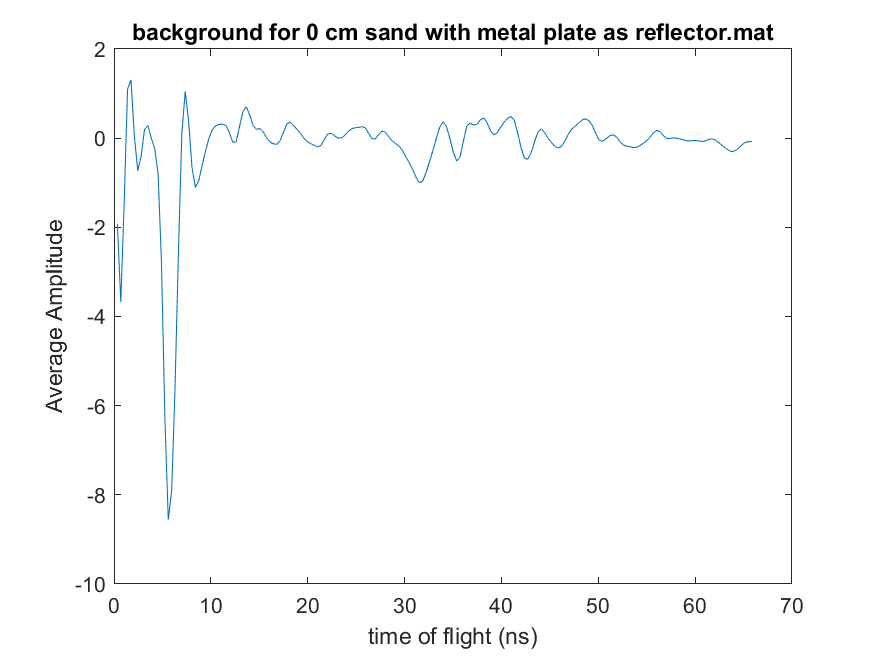 background for 0 cm sand with metal plate as reflector.mat
2
0
-2
-4
-6
-8
-10
Average Amplitude
0 10 20 30 40 50 60 70
time of flight (ns)